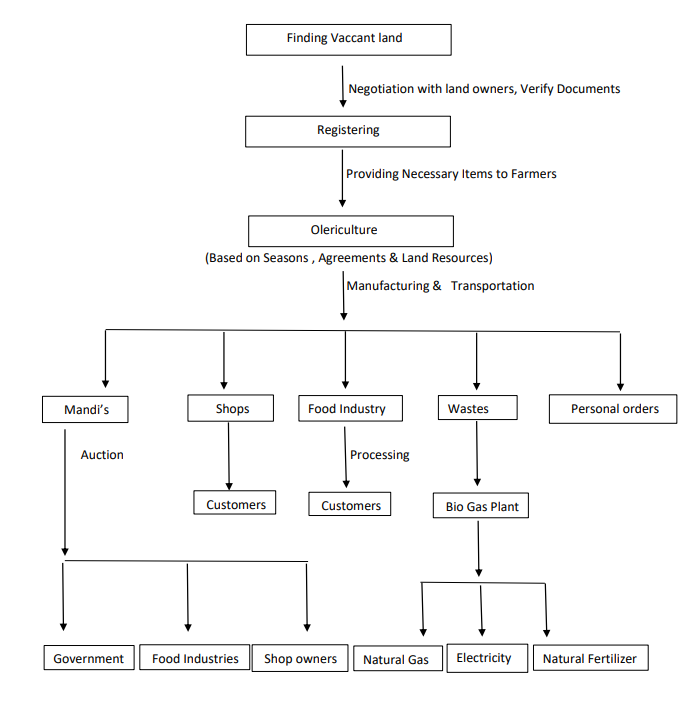 Finding Vaccant land
Negotiation with land owners, Verify Documents
Registering
Providing Necessary Items to Farmers
Olericulture
(Based on Seasons , Agreements & Land Resources)
Manufacturing & Transportation
Mandi's
Shops
Food Industry
Wastes
Personal orders
Auction
Processing
Customers
Customers
Bio Gas Plant
Government
Food Industries
Shop owners
Natural Gas
Electricity
Natural Fertilizer